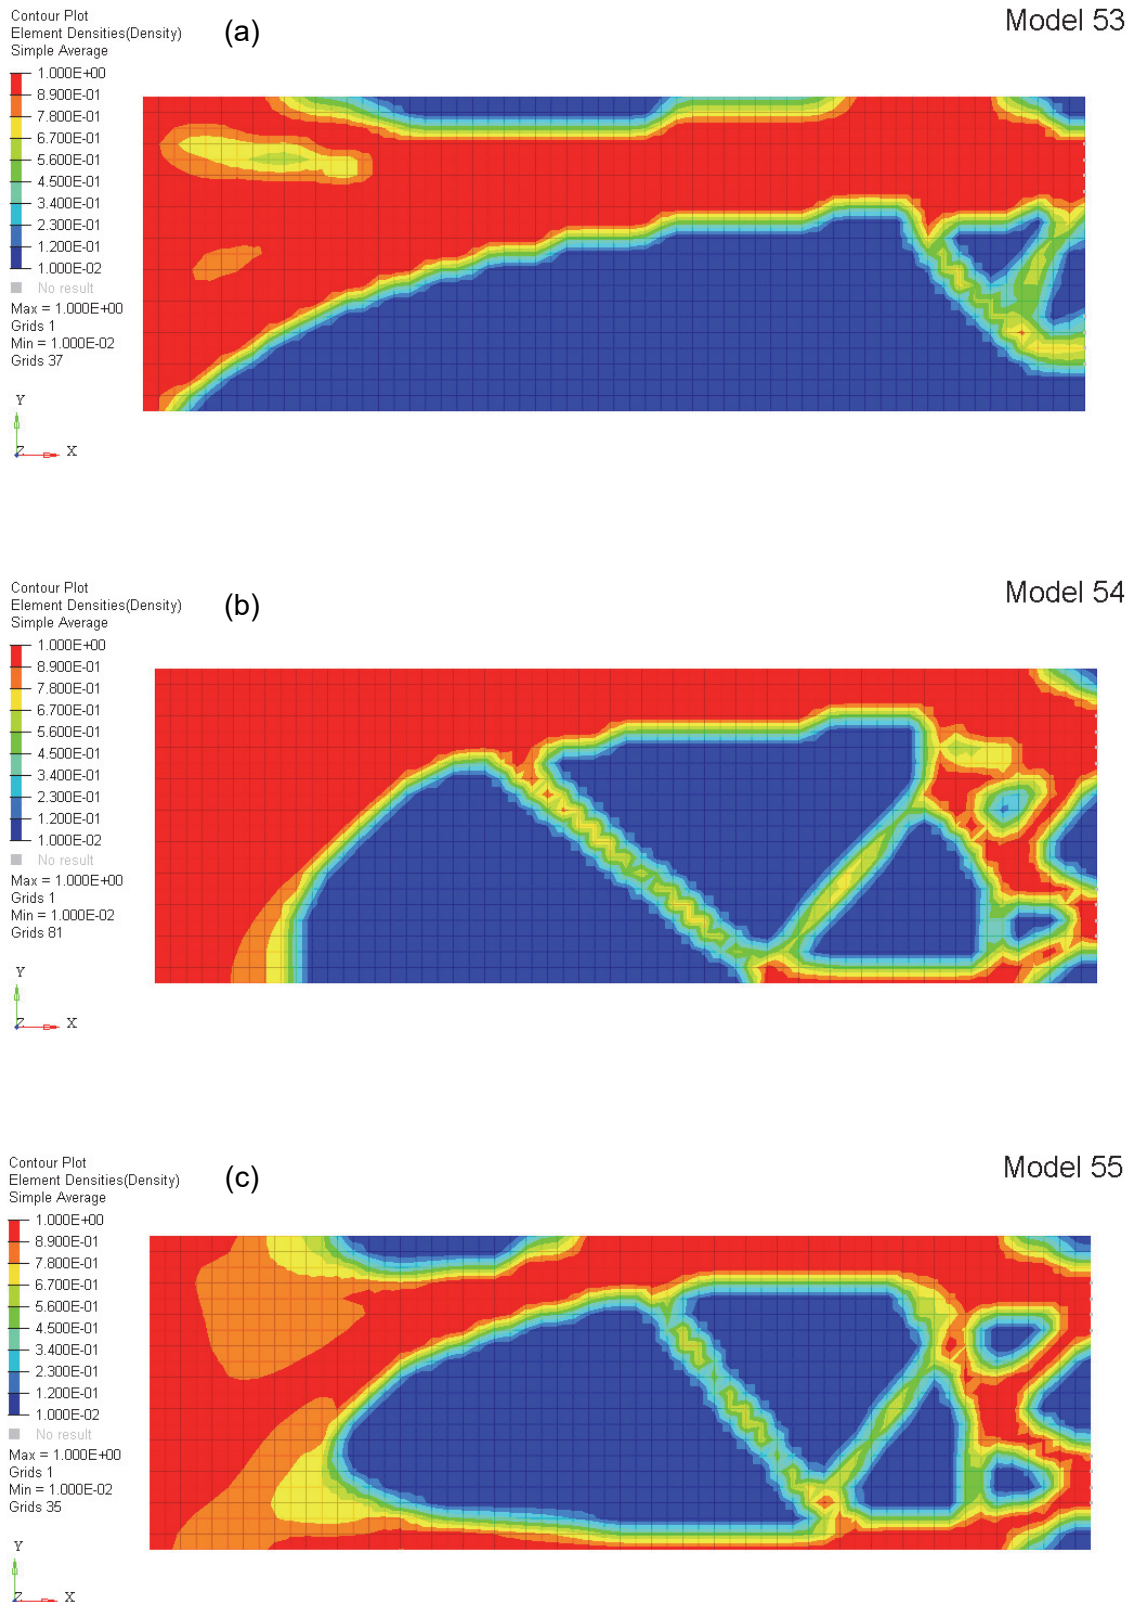 Contour Plot
Element Densities(Density)
Simple Average
(a)
Model 53
1.000E+00
8.900E-01
7.800E-01
6.700E-01
5.600E-01
4.500E-01
3.400E-01
2.300E-01
1.200E-01
1.000E-02
No result
Max = 1.000E+00
Grids 1
Min = 1.000E-02
Grids 37
Y
Z X
Contour Plot
Element Densities(Density)
Simple Average
(b)
Model 54
1.000E+00
8.900E-01
7.800E-01
6.700E-01
5.600E-01
4.500E-01
3.400E-01
2.300E-01
1.200E-01
1.000E-02
No result
Max = 1.000E+00
Grids 1
Min = 1.000E-02
Grids 81
Y
Z X
Contour Plot
Element Densities(Density)
Simple Average
(c)
Model 55
1.000E+00
8.900E-01
7.800E-01
6.700E-01
5.600E-01
4.500E-01
3.400E-01
2.300E-01
1.200E-01
1.000E-02
No result
Max = 1.000E+00
Grids 1
Min = 1.000E-02
Grids 35
Y
Z X